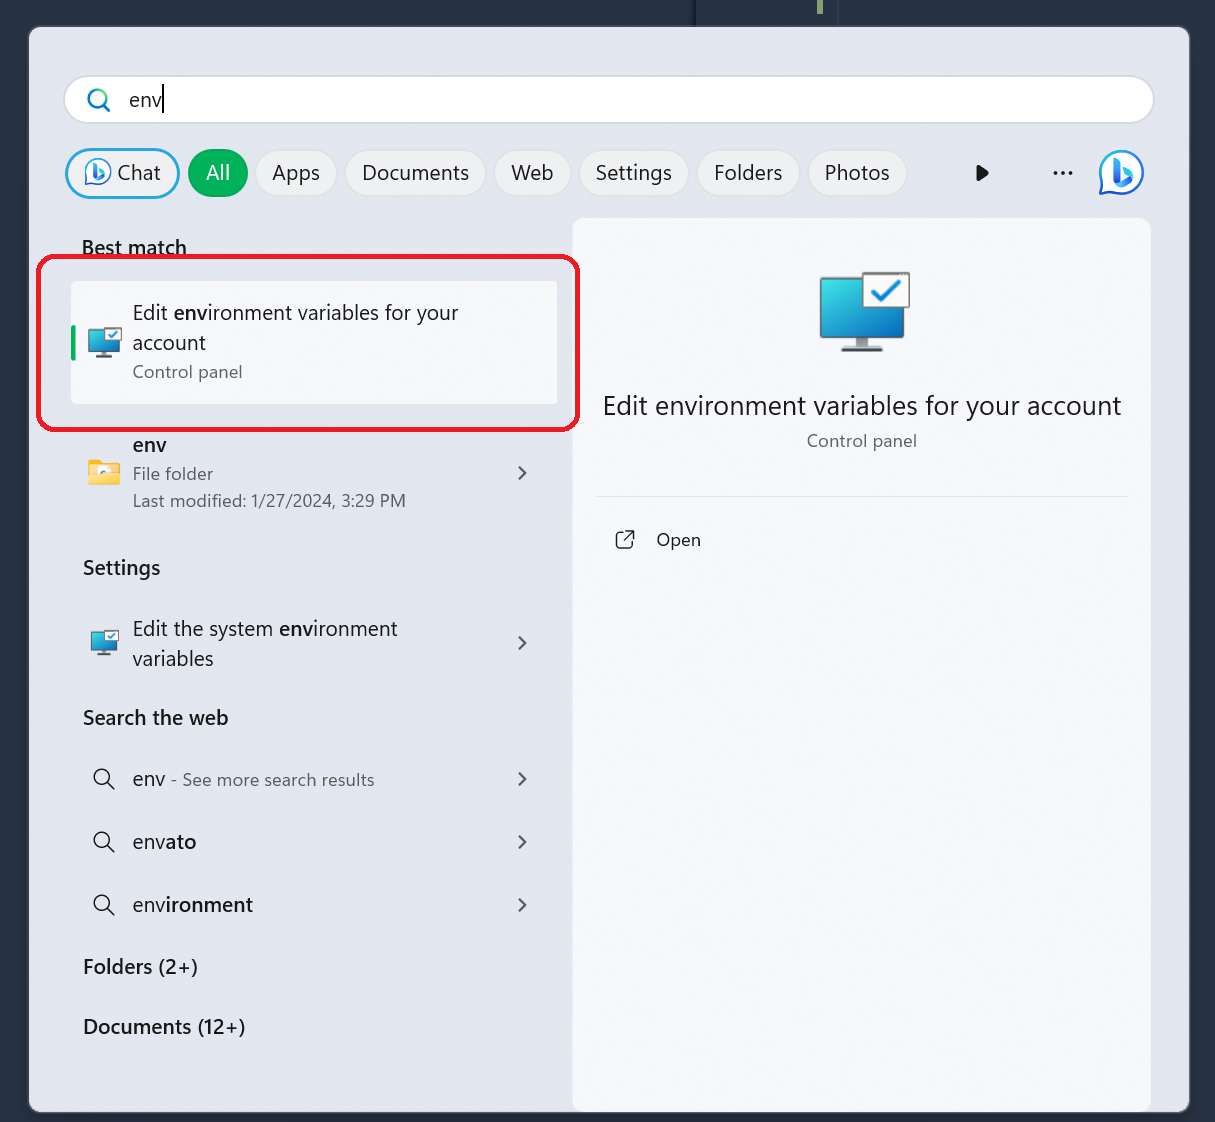 env
Chat
All
Apps
Documents
Web
Settings
Folders
Photos
Best match
Edit environment variables for your
account
Control panel
env
File folder
Last modified: 1/27/2024, 3:29 PM
Settings
Edit the system environment
variables
Search the web
env - See more search results
envato
environment
Folders (2+)
Documents (12+)
Edit environment variables for your account
Control panel
Open